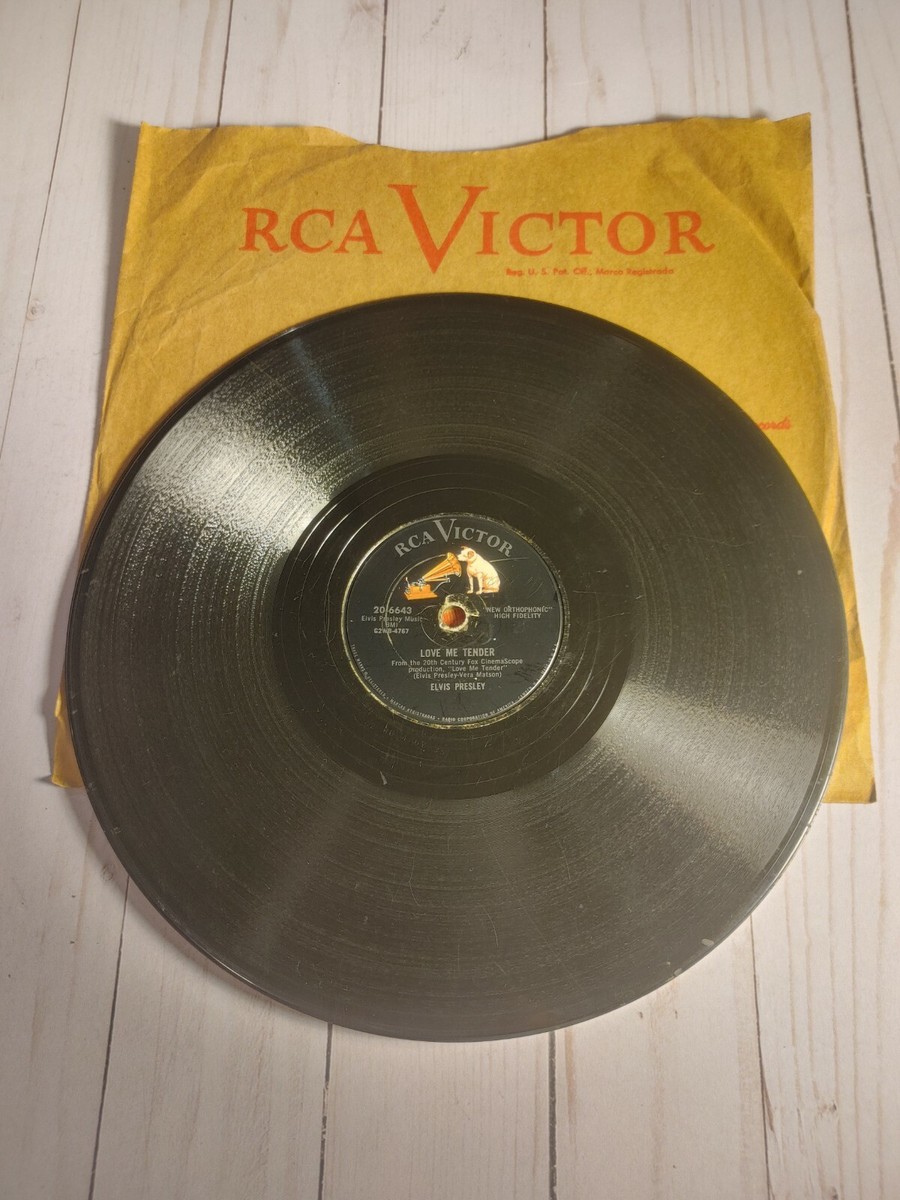 RCA VICTOR
Reg. U. S. Pat. Off., Marca Registrada
RCA VICTOR
20-6643
Elvis Presley Music
(BMI)
G2WB-4767
"NEW ORTHOPHONIC"
HIGH FIDELITY
LOVE ME TENDER
From the 20th Century Fox CinemaScope
production, "Love Me Tender"
(Elvis Presley-Vera Matson)
ELVIS PRESLEY
RADIO CORPORATION OF AMERICA